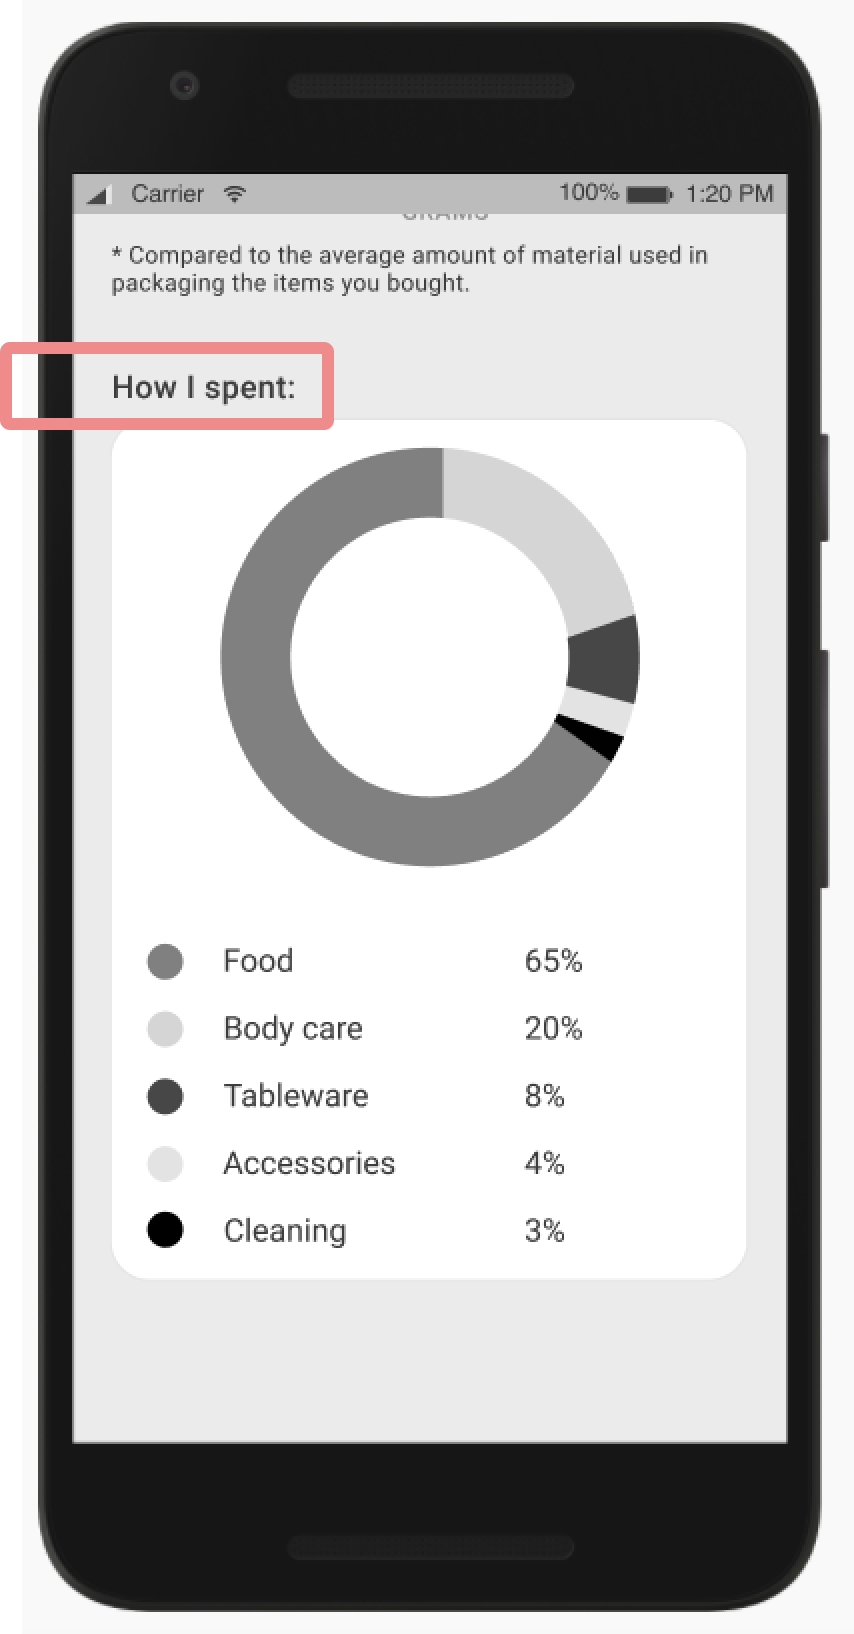 Carrier 100% 1:20 PM
* Compared to the average amount of material used in
packaging the items you bought.
How I spent:
Food 65%
Body care 20%
Tableware 8%
Accessories 4%
Cleaning 3%